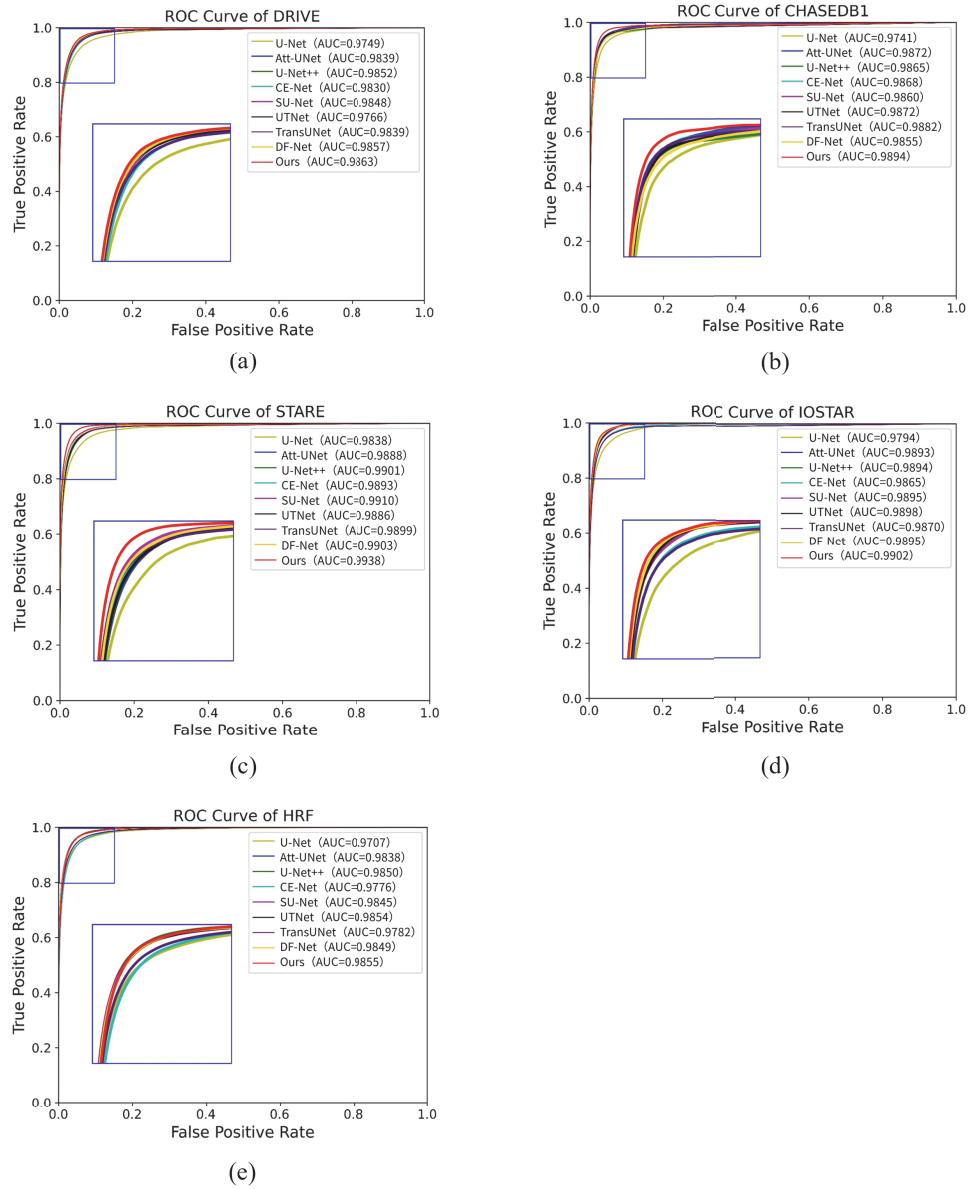 ROC Curve of DRIVE
True Positive Rate
1.0
0.8
0.6
0.4
0.2
0.0
U-Net (AUC=0.9749)
Att-UNet (AUC=0.9839)
U-Net++ (AUC=0.9852)
CE-Net (AUC=0.9830)
SU-Net (AUC=0.9848)
UTNet (AUC=0.9766)
TransUNet (AUC=0.9839)
DF-Net (AUC=0.9857)
Ours (AUC=0.9863)
0.0 0.2 0.4 0.6 0.8 1.0
False Positive Rate
(a)
ROC Curve of CHASEDB1
True Positive Rate
1.0
0.8
0.6
0.4
0.2
0.0
U-Net (AUC=0.9741)
Att-UNet (AUC=0.9872)
U-Net++ (AUC=0.9865)
CE-Net (AUC=0.9868)
SU-Net (AUC=0.9860)
UTNet (AUC=0.9872)
TransUNet (AUC=0.9882)
DF-Net (AUC=0.9855)
Ours (AUC=0.9894)
0.0 0.2 0.4 0.6 0.8 1.0
False Positive Rate
(b)
ROC Curve of STARE
True Positive Rate
1.0
0.8
0.6
0.4
0.2
0.0
U-Net (AUC=0.9838)
Att-UNet (AUC=0.9888)
U-Net++ (AUC=0.9901)
CE-Net (AUC=0.9893)
SU-Net (AUC=0.9910)
UTNet (AUC=0.9886)
TransUNet (AUC=0.9899)
DF-Net (AUC=0.9903)
Ours (AUC=0.9938)
0.0 0.2 0.4 0.6 0.8 1.0
False Positive Rate
(c)
ROC Curve of IOSTAR
True Positive Rate
1.0
0.8
0.6
0.4
0.2
0.0
U-Net (AUC=0.9794)
Att-UNet (AUC=0.9893)
U-Net++ (AUC=0.9894)
CE-Net (AUC=0.9865)
SU-Net (AUC=0.9895)
UTNet (AUC=0.9898)
TransUNet (AUC=0.9870)
DF-Net (AUC=0.9895)
Ours (AUC=0.9902)
0.0 0.2 0.4 0.6 0.8 1.0
False Positive Rate
(d)
ROC Curve of HRF
True Positive Rate
1.0
0.8
0.6
0.4
0.2
0.0
U-Net (AUC=0.9707)
Att-UNet (AUC=0.9838)
U-Net++ (AUC=0.9850)
CE-Net (AUC=0.9776)
SU-Net (AUC=0.9845)
UTNet (AUC=0.9854)
TransUNet (AUC=0.9782)
DF-Net (AUC=0.9849)
Ours (AUC=0.9855)
0.0 0.2 0.4 0.6 0.8 1.0
False Positive Rate
(e)